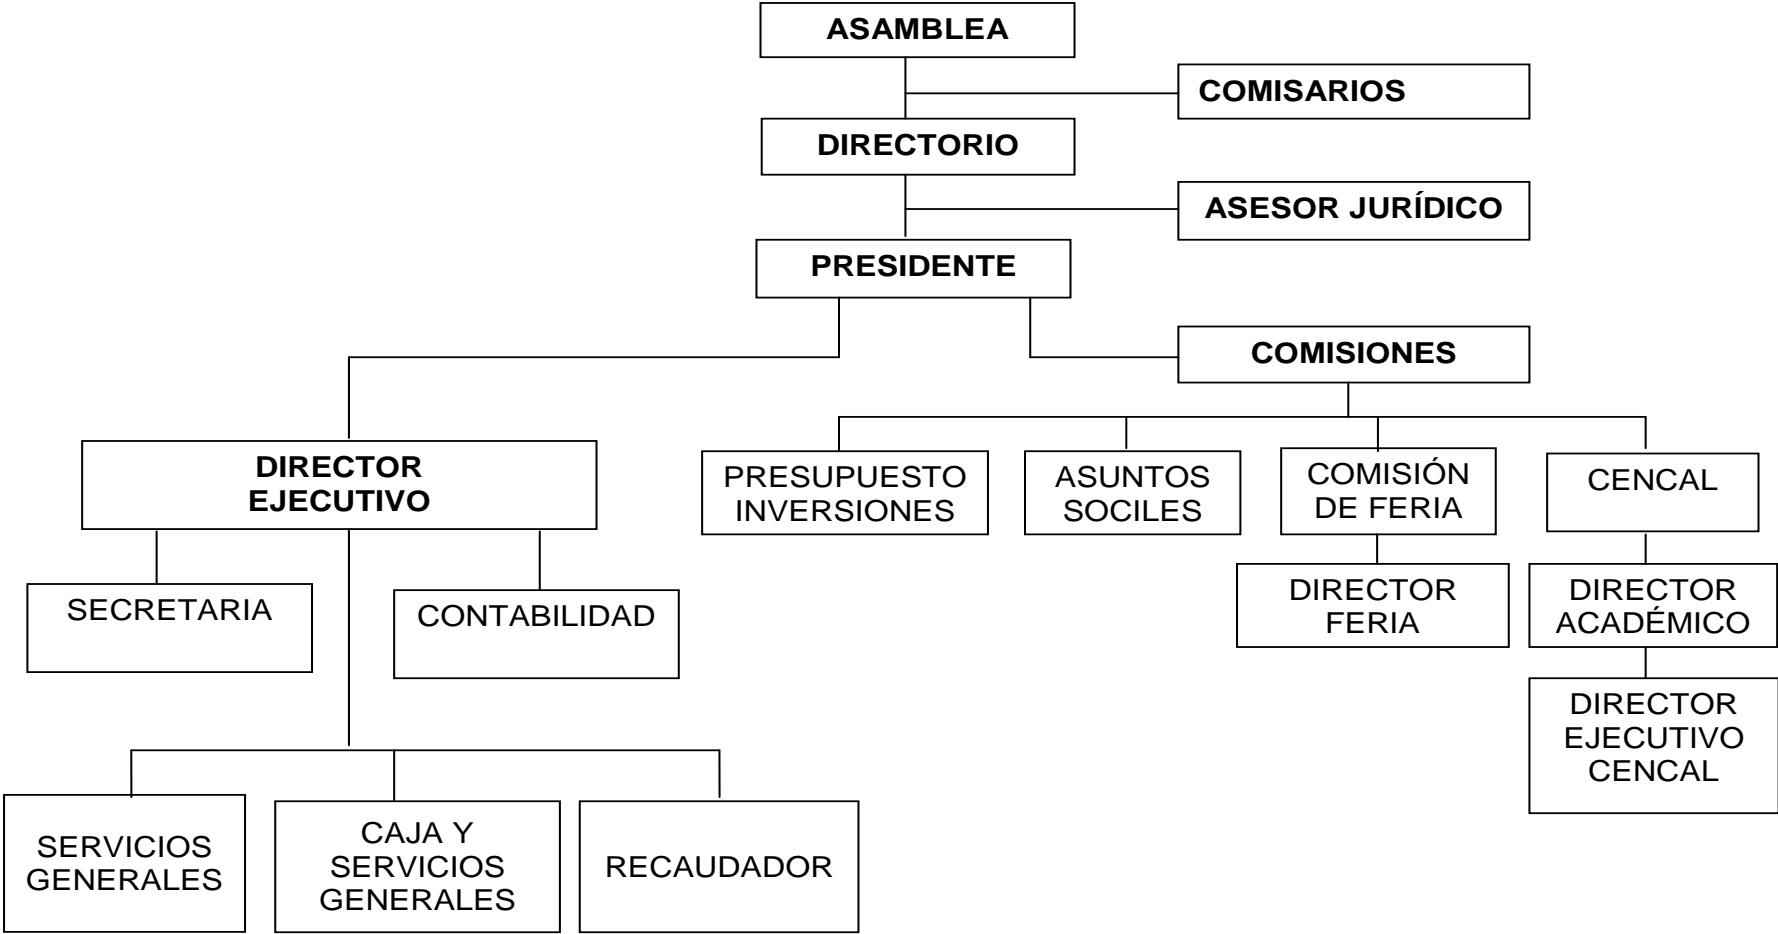 ASAMBLEA
COMISARIOS
DIRECTORIO
ASESOR JURÍDICO
PRESIDENTE
COMISIONES
DIRECTOR
EJECUTIVO
PRESUPUESTO
INVERSIONES
ASUNTOS
SOCILES
COMISIÓN
DE FERIA
CENCAL
SECRETARIA
CONTABILIDAD
DIRECTOR
FERIA
DIRECTOR
ACADÉMICO
DIRECTOR
EJECUTIVO
CENCAL
SERVICIOS
GENERALES
CAJA Y
SERVICIOS
GENERALES
RECAUDADOR